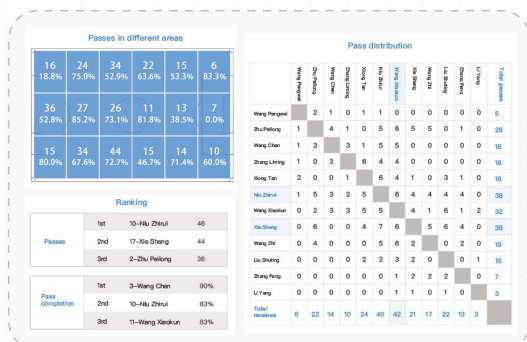 Passes in different areas
16 24 34 22 15 6
18.8% 75.0% 52.9% 63.6% 53.3% 83.3%
36 27 26 11 13 7
52.8% 85.2% 73.1% 81.8% 38.5% 0.0%
15 34 44 15 14 10
80.0% 67.6% 72.7% 46.7% 71.4% 60.0%
Ranking
Passes
1st 10-Niu Zhirui 46
2nd 17-Xia Sheng 44
3rd 2-Zhu Peilong 36
Pass completion
1st 3-Wang Chen 90%
2nd 10-Niu Zhirui 83%
3rd 11-Wang Xiaokun 83%
Pass distribution
Wang Pengwei Zhu Peilong Wang Chen Zhang Liming Xiong Tan Niu Zhirui Wang Xiaokun Xia Sheng Wang Zhi Liu Shuting Zhang Peng Li Yang Total passes
Wang Pengwei 2 1 0 1 1 0 0 0 0 0 0 5
Zhu Peilong 1 4 1 0 5 6 5 5 0 1 0 28
Wang Chen 1 3 3 1 5 5 0 0 0 0 0 18
Zhang Liming 1 0 3 6 4 4 0 0 0 0 0 18
Xiong Tan 2 0 0 1 6 4 1 0 3 1 0 18
Niu Zhirui 1 5 3 2 5 6 4 4 4 4 0 38
Wang Xiaokun 0 2 3 3 5 5 4 1 6 1 2 32
Xia Sheng 0 6 0 0 4 7 6 5 6 4 0 38
Wang Zhi 0 4 0 0 0 5 6 2 0 2 0 19
Liu Shuting 0 0 0 0 2 2 3 2 0 0 1 10
Zhang Peng 0 0 0 0 0 0 1 2 2 2 0 7
Li Yang 0 0 0 0 0 0 1 1 0 1 0 3
Total receives 6 22 14 10 24 40 42 21 17 22 13 3